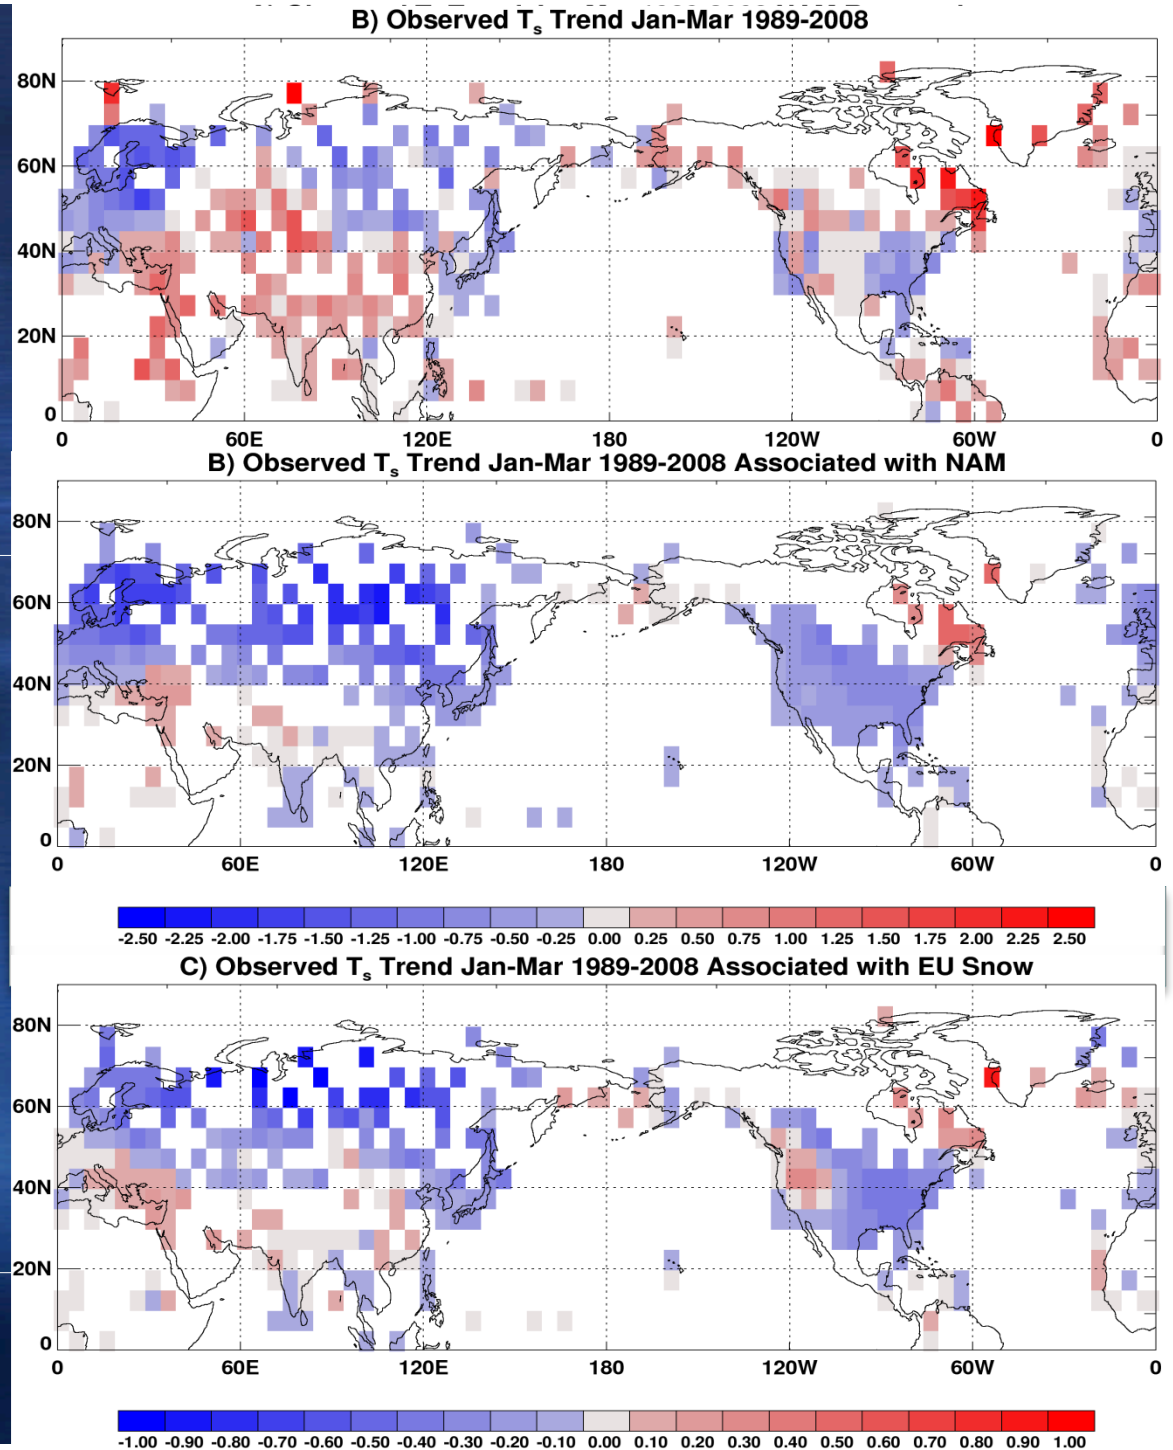 B) Observed Ts Trend Jan-Mar 1989-2008
80N
60N
40N
20N
0
0 60E 120E 180 120W 60W 0
B) Observed Ts Trend Jan-Mar 1989-2008 Associated with NAM
80N
60N
40N
20N
0
0 60E 120E 180 120W 60W 0
-2.50 -2.25 -2.00 -1.75 -1.50 -1.25 -1.00 -0.75 -0.50 -0.25 0.00 0.25 0.50 0.75 1.00 1.25 1.50 1.75 2.00 2.25 2.50
C) Observed Ts Trend Jan-Mar 1989-2008 Associated with EU Snow
80N
60N
40N
20N
0
0 60E 120E 180 120W 60W 0
-1.00 -0.90 -0.80 -0.70 -0.60 -0.50 -0.40 -0.30 -0.20 -0.10 0.00 0.10 0.20 0.30 0.40 0.50 0.60 0.70 0.80 0.90 1.00